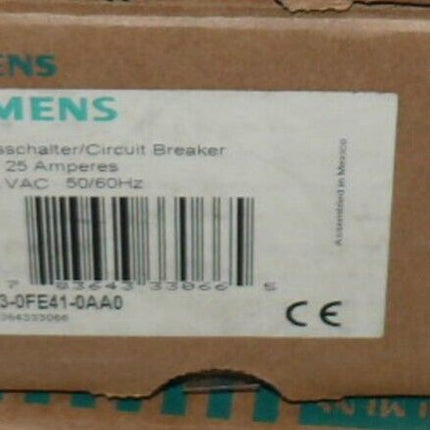 ENS
MENS
sschalter/Circuit Breaker
25 Amperes
VAC 50/60Hz
Assembled in Mexico
7 83643 33066 5
3-0FE41-0AA0
CE